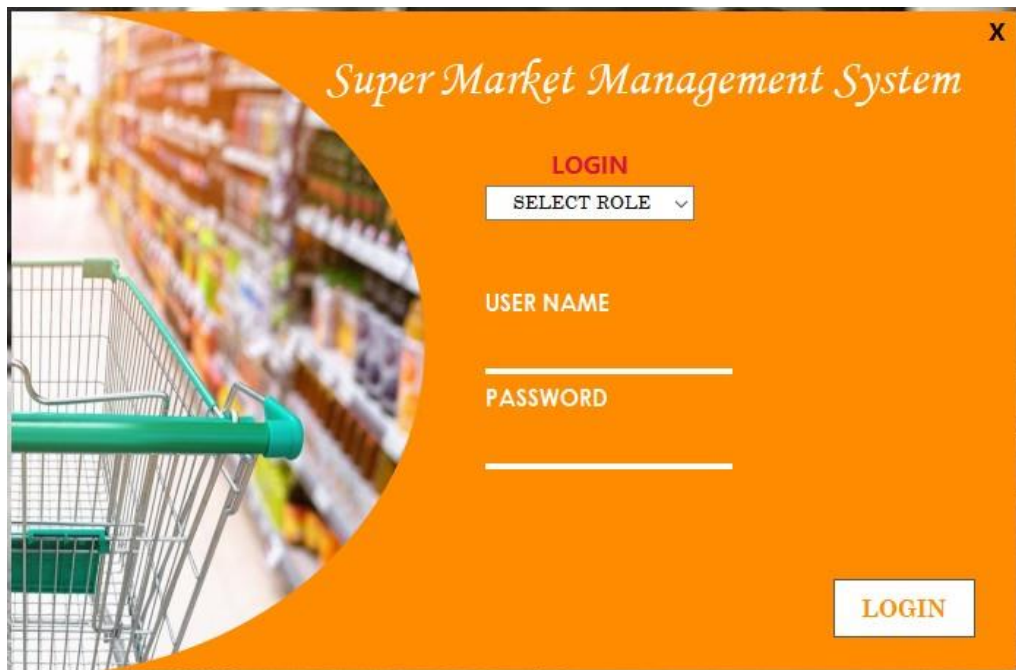 X
Super Market Management System
LOGIN
SELECT ROLE
USER NAME
PASSWORD
LOGIN